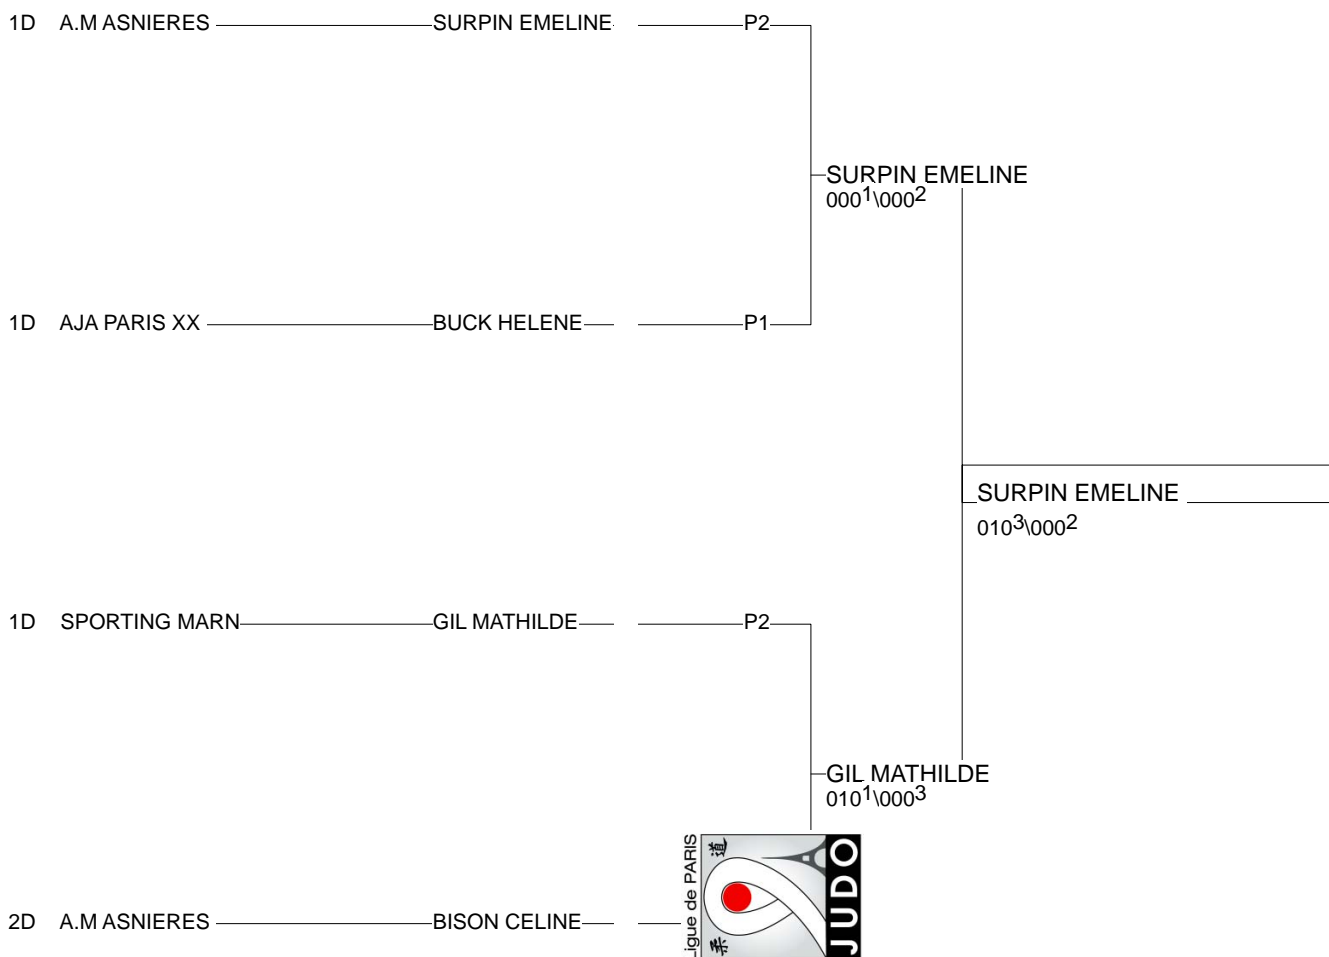 1D A.M ASNIERES SURPIN EMELINE P2
SURPIN EMELINE
000¹\000²
1D AJA PARIS XX BUCK HELENE P1
SURPIN EMELINE
010³\000²
1D SPORTING MARN GIL MATHILDE P2
GIL MATHILDE
010¹\000³
2D A.M ASNIERES BISON CELINE
Ligue de PARIS
柔道
JUDO